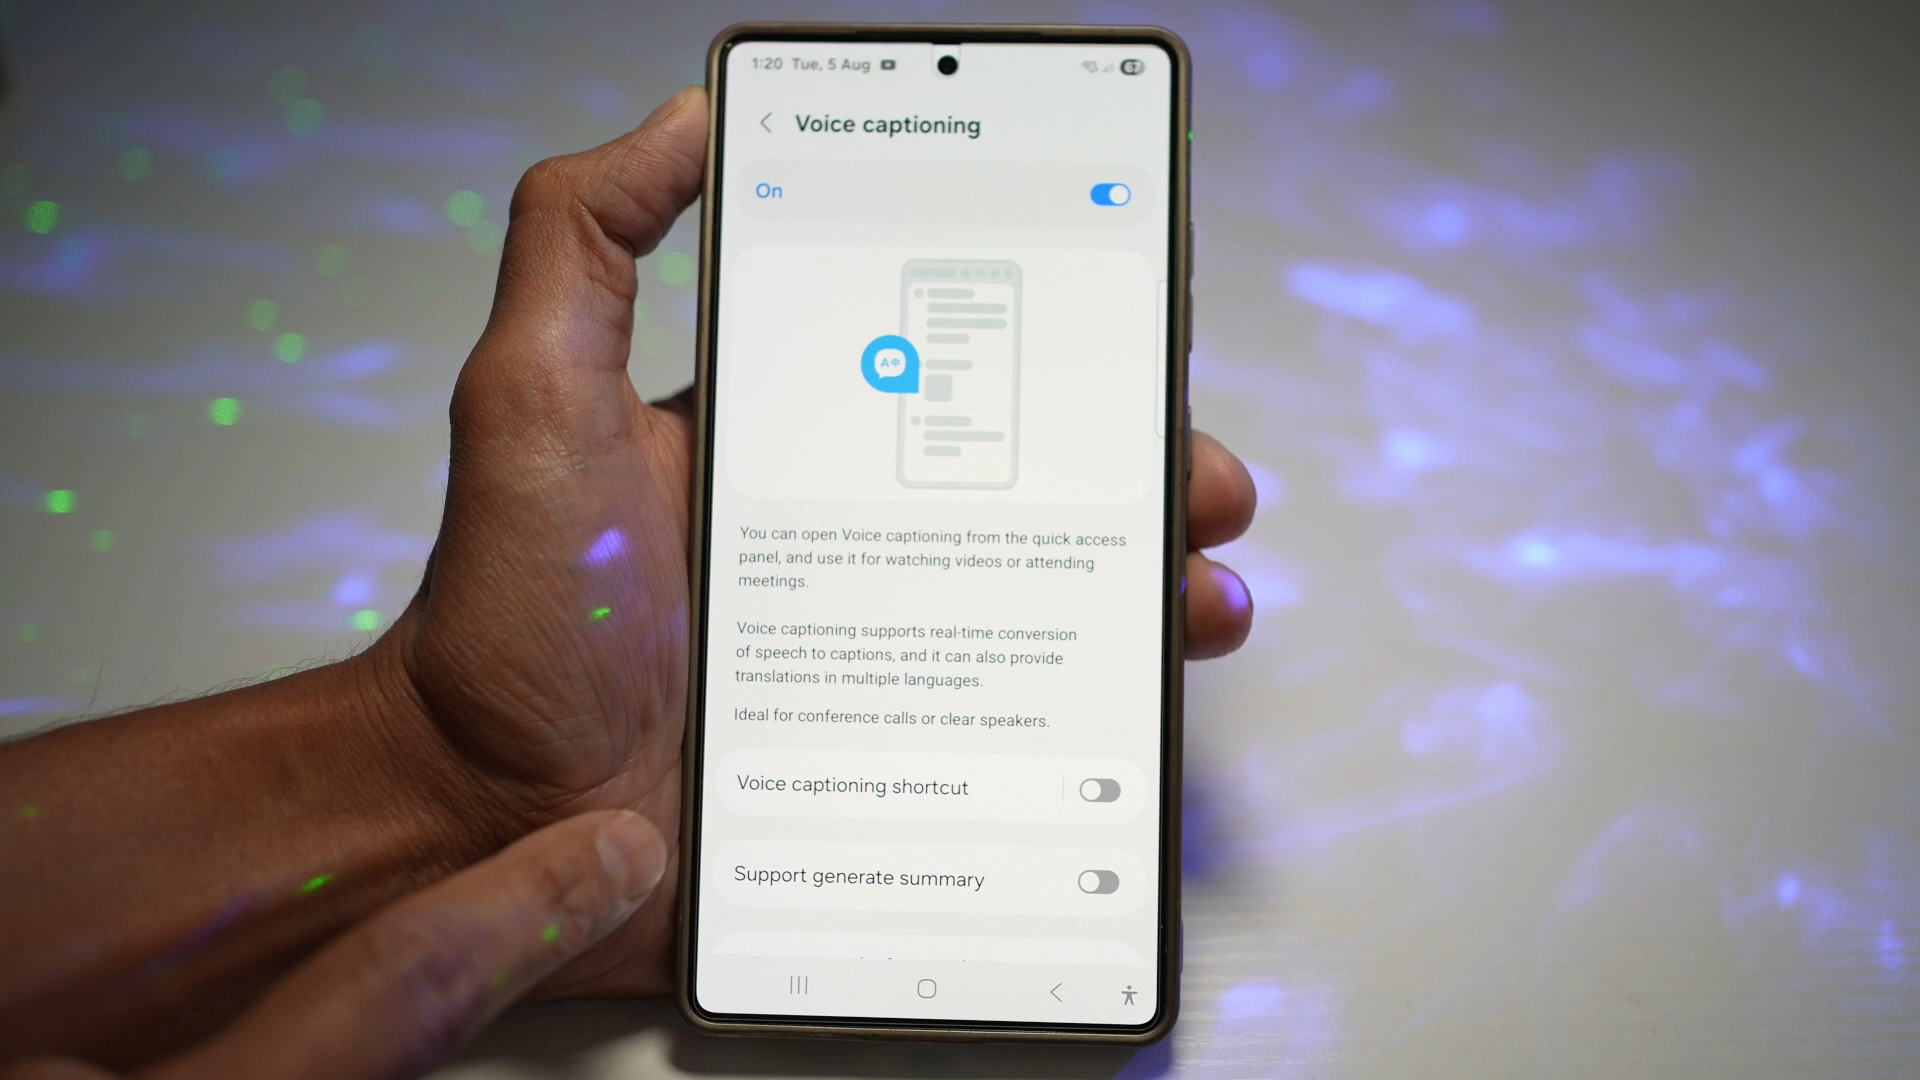 1:20 Tue, 5 Aug 67
Voice captioning
On
A中
You can open Voice captioning from the quick access
panel, and use it for watching videos or attending
meetings.
Voice captioning supports real-time conversion
of speech to captions, and it can also provide
translations in multiple languages.
Ideal for conference calls or clear speakers.
Voice captioning shortcut
Support generate summary